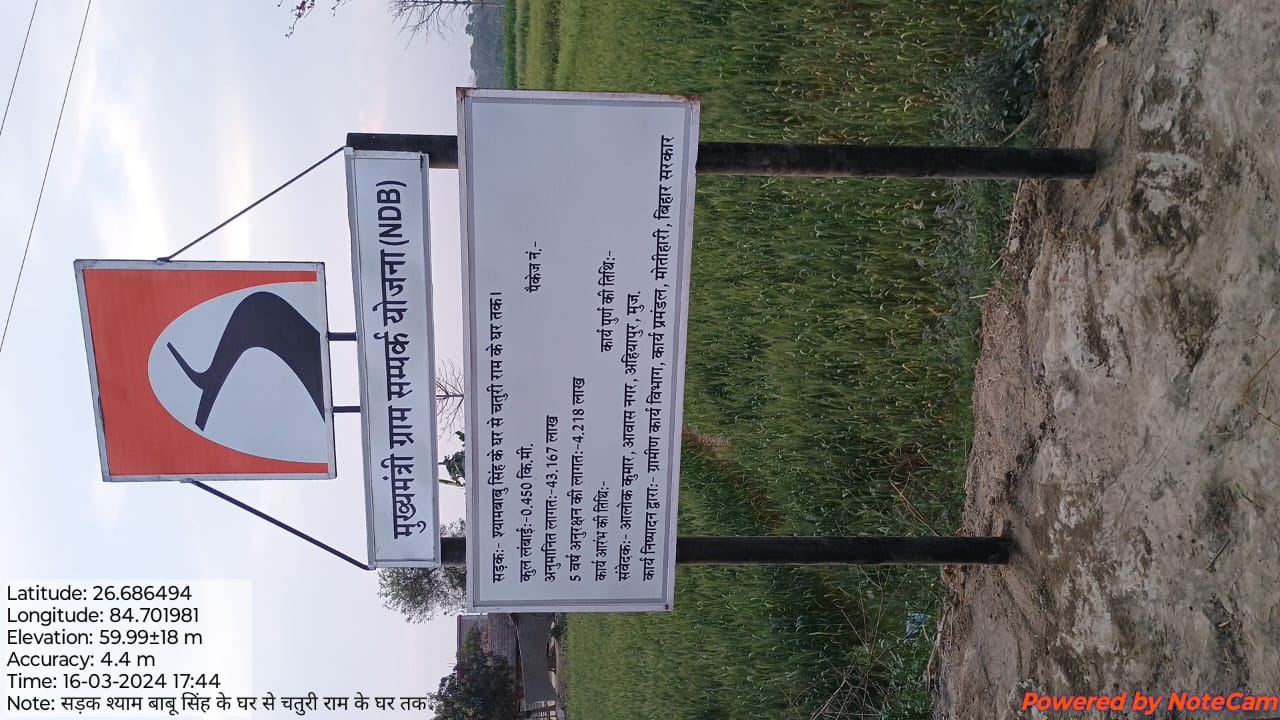 मुख्यमंत्री ग्राम सम्पर्क योजना (NDB)
सड़क:- श्यामबाबु सिंह के घर से चतुरी राम के घर तक।
कुल लंबाई:-0.450 कि.मी. पैकेज नं.-
अनुमानित लागत:-43.167 लाख
5 वर्ष अनुरक्षन की लागत:-4.218 लाख
कार्य आरंभ की तिथि:- कार्य पुर्ण की तिथि:-
संवेदक:- आलोक कुमार, आवास नगर, अहियापुर, मुज.
कार्य निष्पादन द्वारा:- ग्रामीण कार्य विभाग, कार्य प्रमंडल, मोतीहारी, बिहार सरकार
Latitude: 26.686494
Longitude: 84.701981
Elevation: 59.99±18 m
Accuracy: 4.4 m
Time: 16-03-2024 17:44
Note: सड़क श्याम बाबू सिंह के घर से चतुरी राम के घर तक
Powered by NoteCam